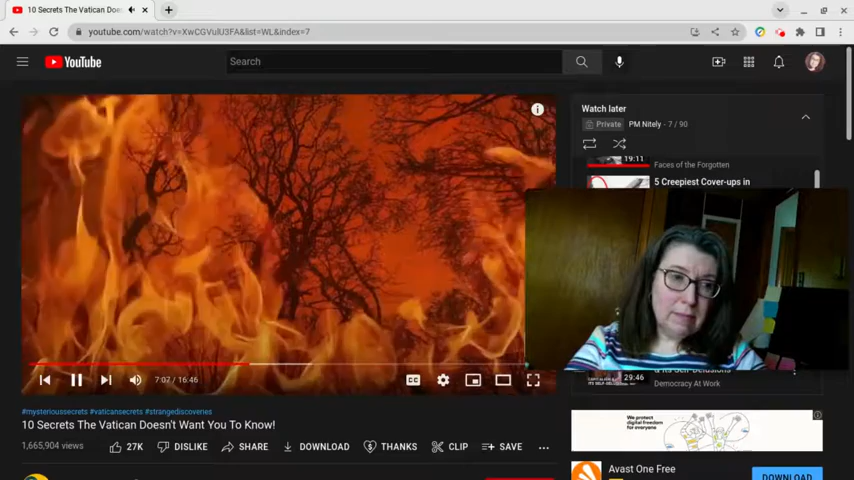 10 Secrets The Vatican Does
youtube.com/watch?v=XwCGVulU3FA&list=WL&index=7
YouTube
Search
Watch later
Private PM Nitely - 7 / 90
19:11
Faces of the Forgotten
5 Creepiest Cover-ups in
7:07 / 16:46
CC
29:46
Democracy At Work
#mysterioussecrets #vaticansecrets #strangediscoveries
10 Secrets The Vatican Doesn't Want You To Know!
1,665,904 views
27K
DISLIKE
SHARE
DOWNLOAD
THANKS
CLIP
SAVE
We protect
digital freedom
for everyone
Avast One Free
DOWNLOAD